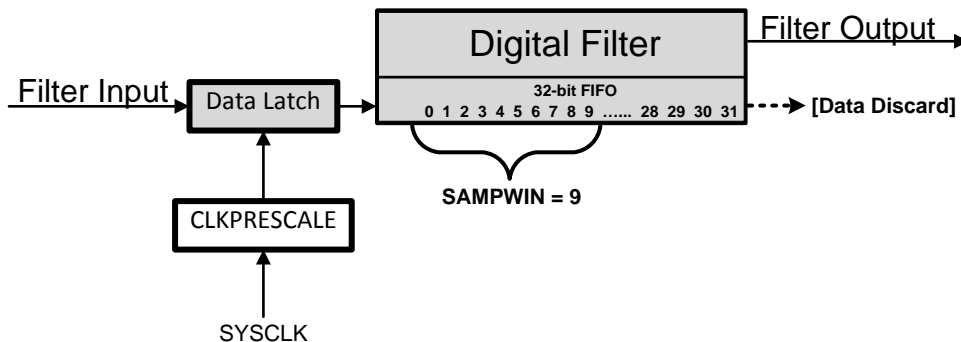 Digital Filter
Filter Output
Filter Input
Data Latch
32-bit FIFO
0 1 2 3 4 5 6 7 8 9 …... 28 29 30 31
[Data Discard]
SAMPWIN = 9
CLKPRESCALE
SYSCLK